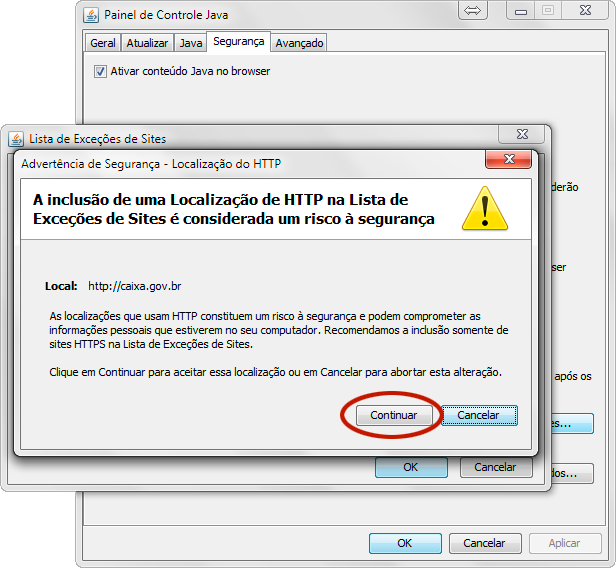 Painel de Controle Java
Geral
Atualizar
Java
Segurança
Avançado
Ativar conteúdo Java no browser
Lista de Exceções de Sites
Advertência de Segurança - Localização do HTTP
A inclusão de uma Localização de HTTP na Lista de
Exceções de Sites é considerada um risco à segurança
Local: http://caixa.gov.br
As localizações que usam HTTP constituem um risco à segurança e podem comprometer as
informações pessoais que estiverem no seu computador. Recomendamos a inclusão somente de
sites HTTPS na Lista de Exceções de Sites.
Clique em Continuar para aceitar essa localização ou em Cancelar para abortar esta alteração.
Continuar
Cancelar
após os
OK
Cancelar
OK
Cancelar
Aplicar